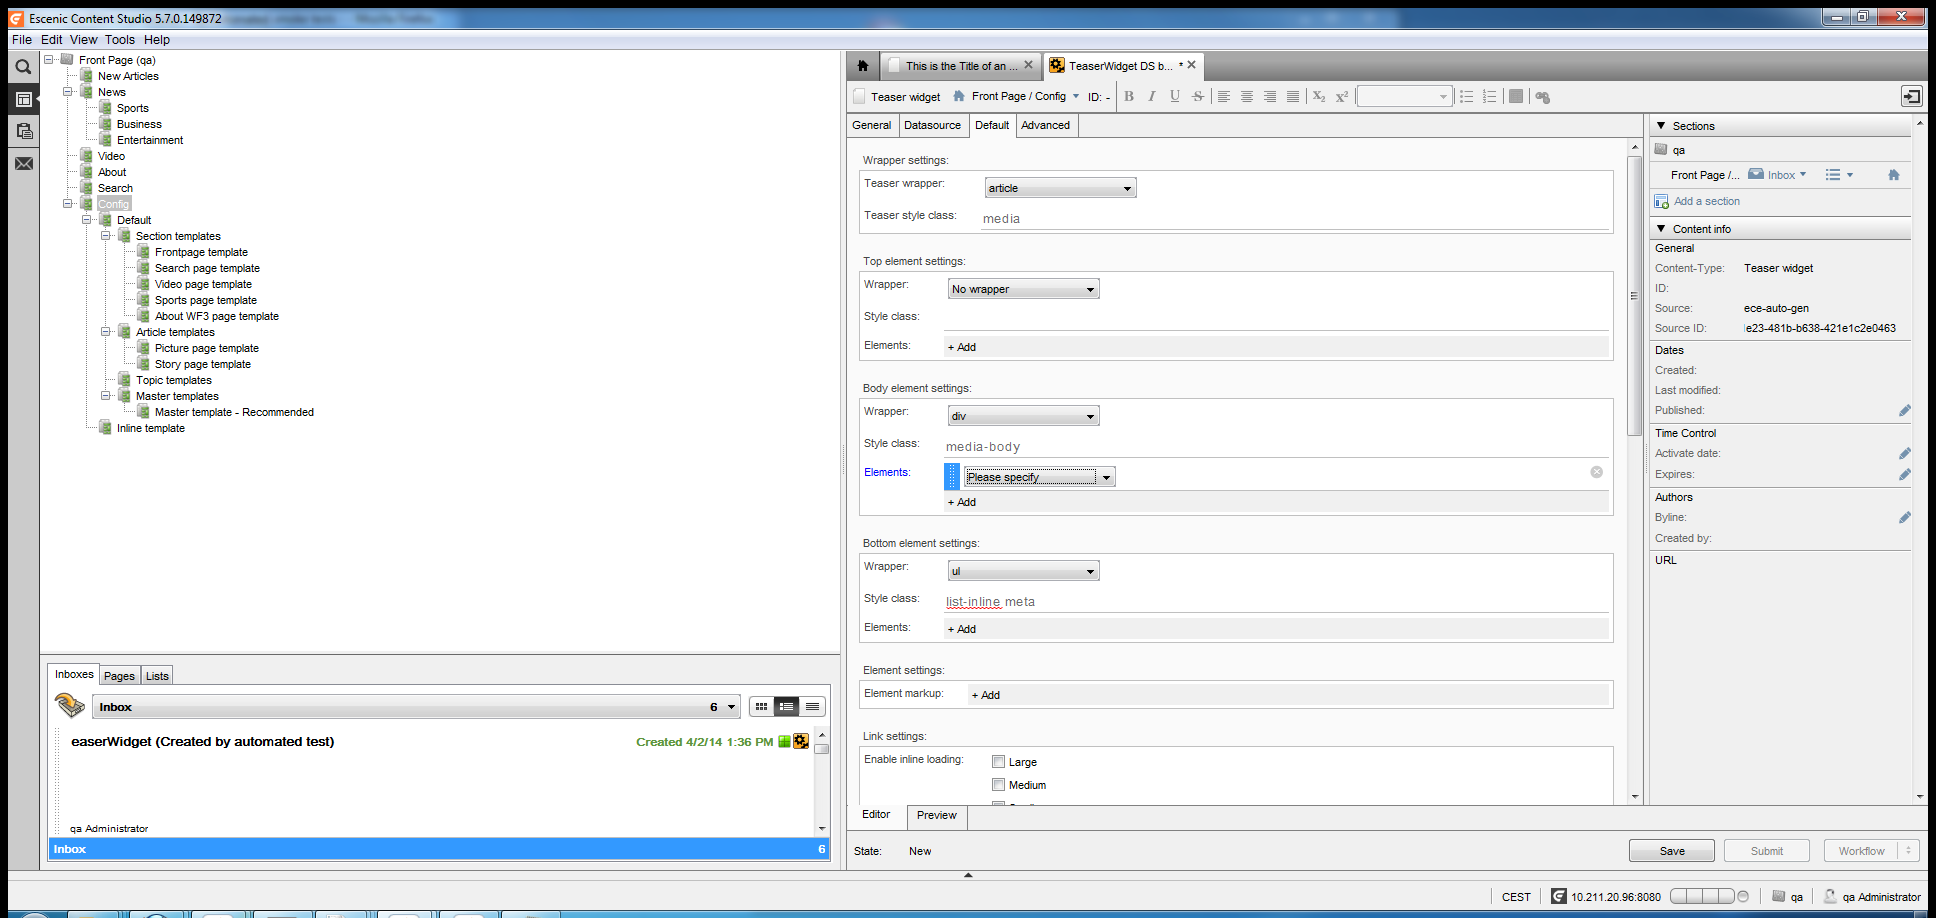 Escenic Content Studio 5.7.0.149872
File Edit View Tools Help
Front Page (qa)
New Articles
News
Sports
Business
Entertainment
Video
About
Search
Config
Default
Section templates
Frontpage template
Search page template
Video page template
Sports page template
About WF3 page template
Article templates
Picture page template
Story page template
Topic templates
Master templates
Master template - Recommended
Inline template
Inboxes Pages Lists
Inbox 6
easerWidget (Created by automated test) Created 4/2/14 1:36 PM
qa Administrator
Inbox 6
This is the Title of an ... TeaserWidget DS b... *
Teaser widget Front Page / Config ID: - B I U S X2 X2
General Datasource Default Advanced
Wrapper settings:
Teaser wrapper: article
Teaser style class: media
Top element settings:
Wrapper: No wrapper
Style class:
Elements: + Add
Body element settings:
Wrapper: div
Style class: media-body
Elements: Please specify
+ Add
Bottom element settings:
Wrapper: ul
Style class: list-inline meta
Elements: + Add
Element settings:
Element markup: + Add
Link settings:
Enable inline loading: Large
Medium
Editor Preview
State: New
Save Submit Workflow
Sections
qa
Front Page /... Inbox
Add a section
Content info
General
Content-Type: Teaser widget
ID:
Source: ece-auto-gen
Source ID: e23-481b-b638-421e1c2e0463
Dates
Created:
Last modified:
Published:
Time Control
Activate date:
Expires:
Authors
Byline:
Created by:
URL
CEST 10.211.20.96:8080 qa qa Administrator